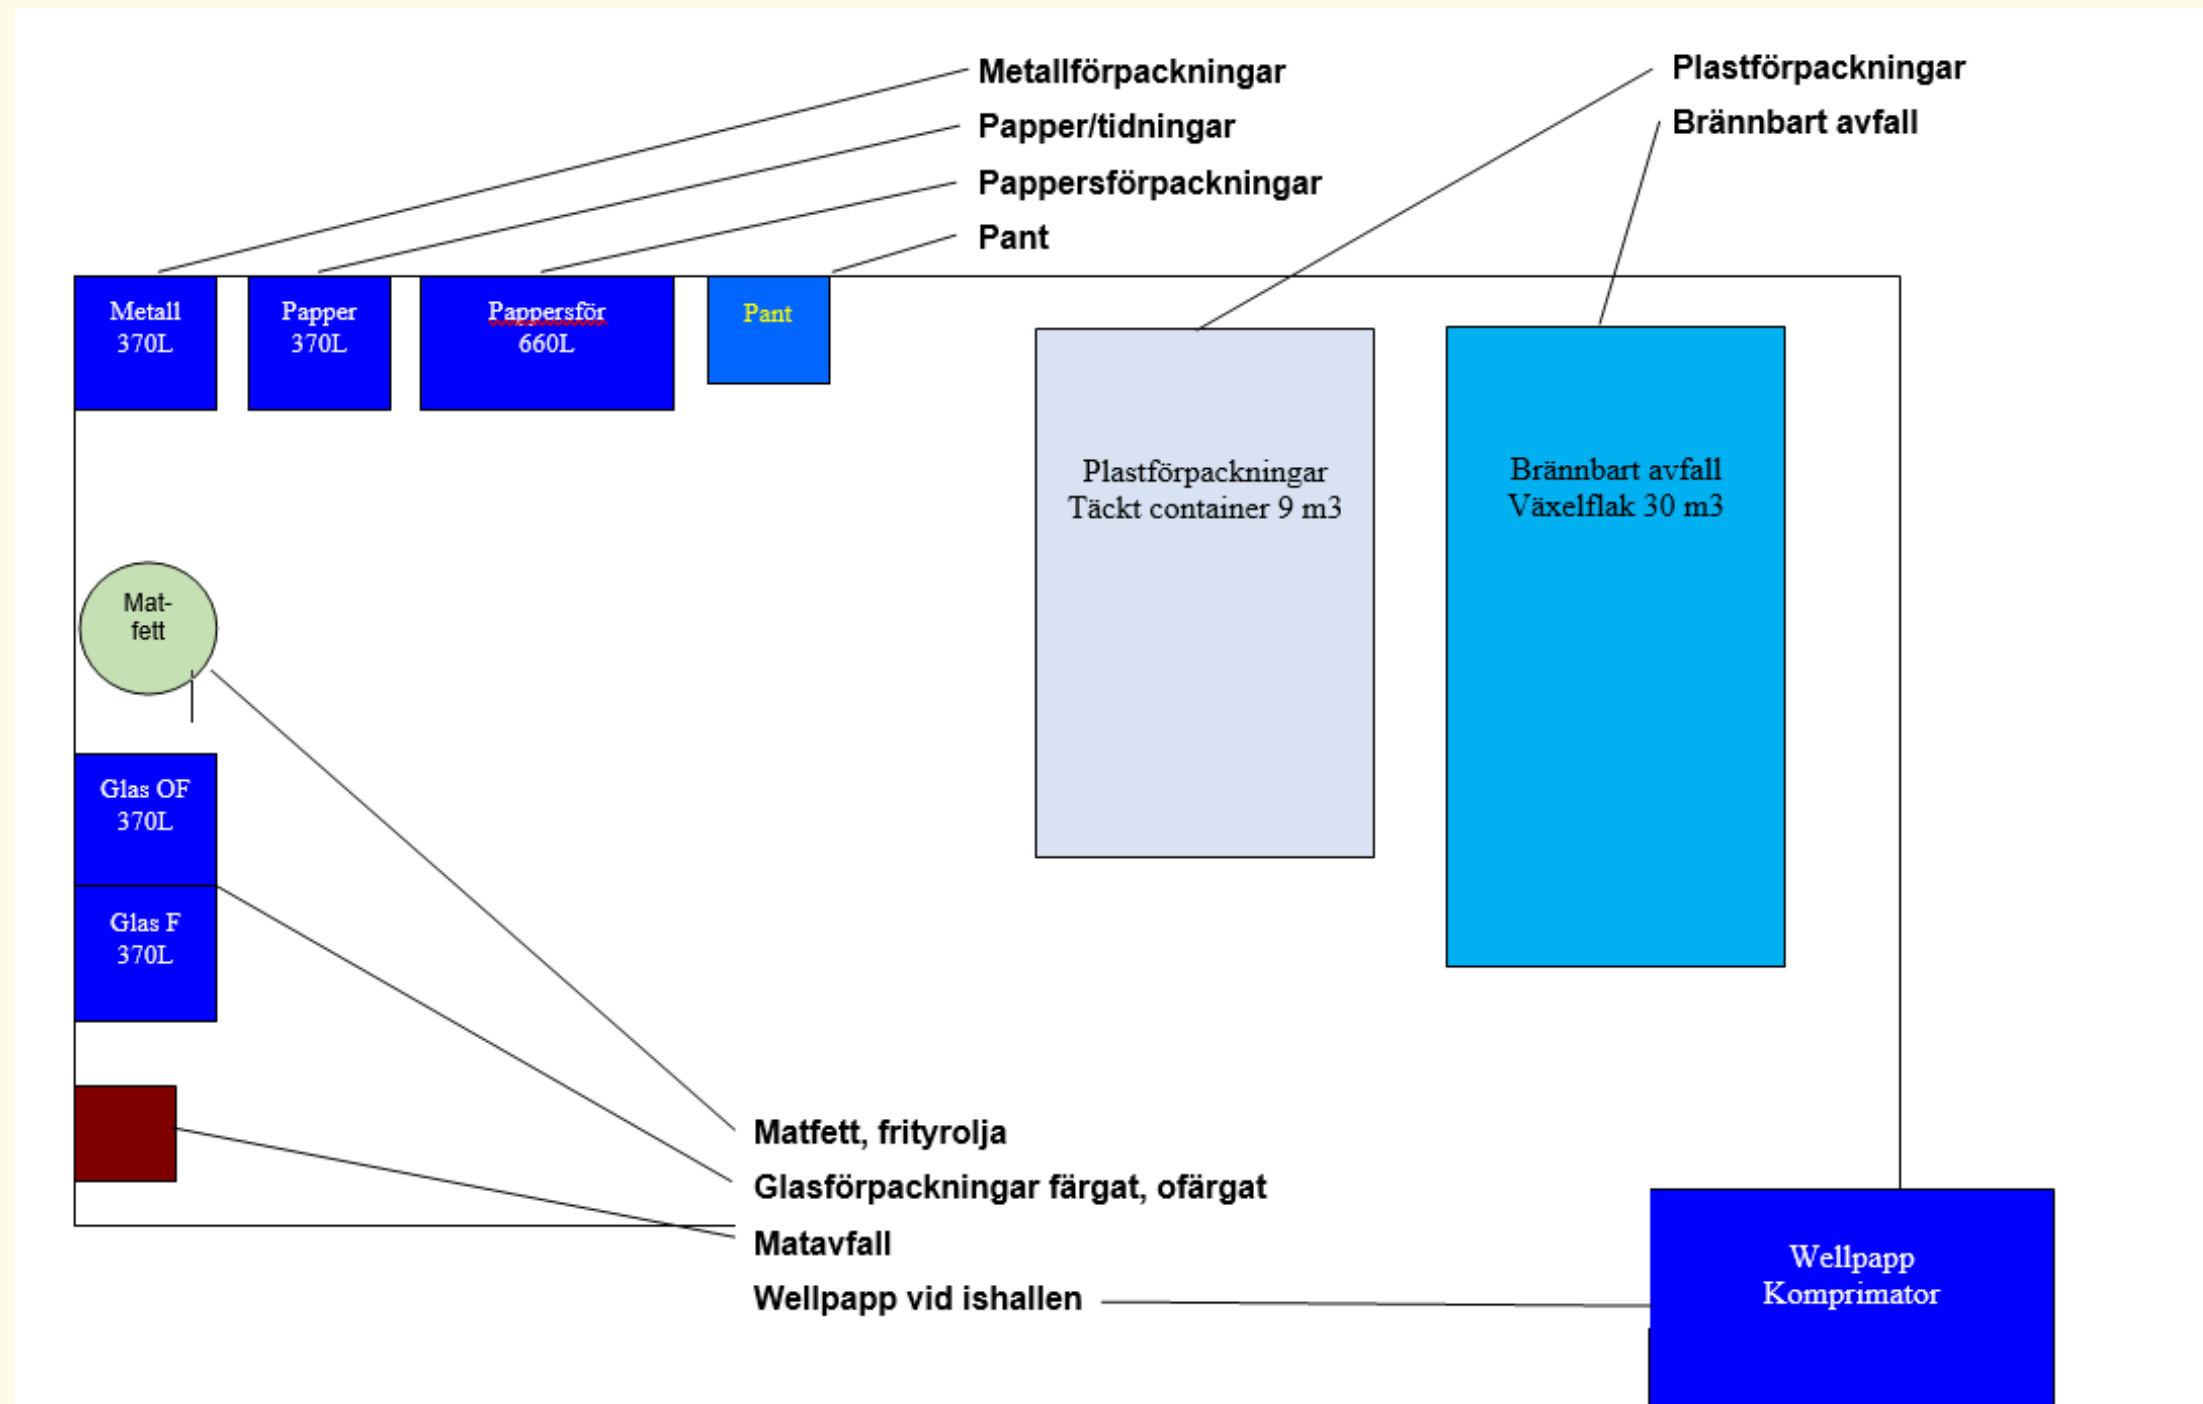 Metallförpackningar
Papper/tidningar
Pappersförpackningar
Pant
Plastförpackningar
Brännbart avfall
Metall
370L
Papper
370L
Pappersför
660L
Pant
Plastförpackningar
Täckt container 9 m3
Brännbart avfall
Växelflak 30 m3
Mat-
fett
Glas OF
370L
Glas F
370L
Matfett, frityrolja
Glasförpackningar färgat, ofärgat
Matavfall
Wellpapp vid ishallen
Wellpapp
Komprimator